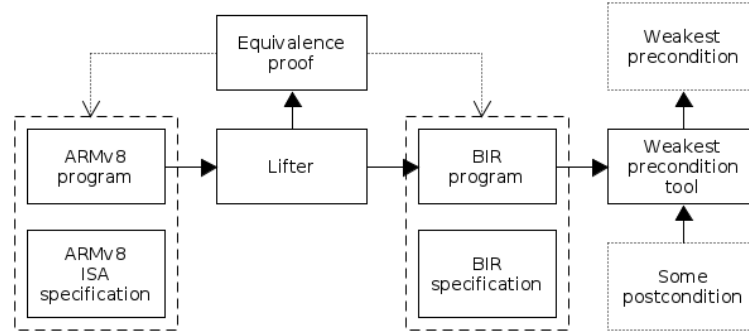 Equivalence
proof
Weakest
precondition
ARMv8
program
Lifter
BIR
program
Weakest
precondition
tool
ARMv8
ISA
specification
BIR
specification
Some
postcondition